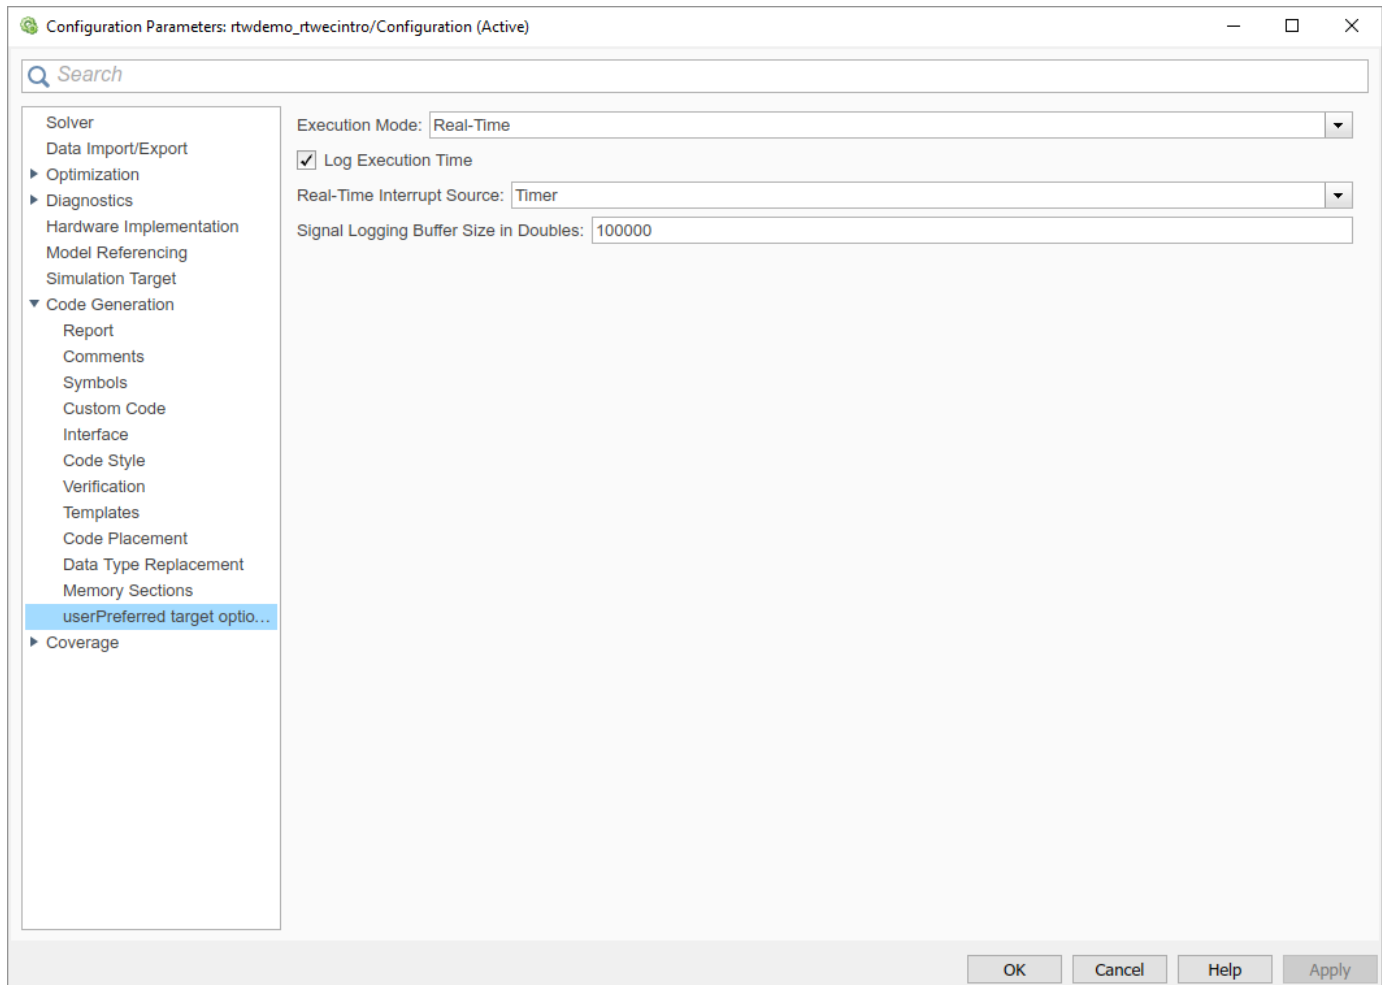 Configuration Parameters: rtwdemo_rtwecintro/Configuration (Active)
Search
Solver
Data Import/Export
Optimization
Diagnostics
Hardware Implementation
Model Referencing
Simulation Target
Code Generation
Report
Comments
Symbols
Custom Code
Interface
Code Style
Verification
Templates
Code Placement
Data Type Replacement
Memory Sections
userPreferred target optio...
Coverage
Execution Mode: Real-Time
Log Execution Time
Real-Time Interrupt Source: Timer
Signal Logging Buffer Size in Doubles: 100000
OK Cancel Help Apply